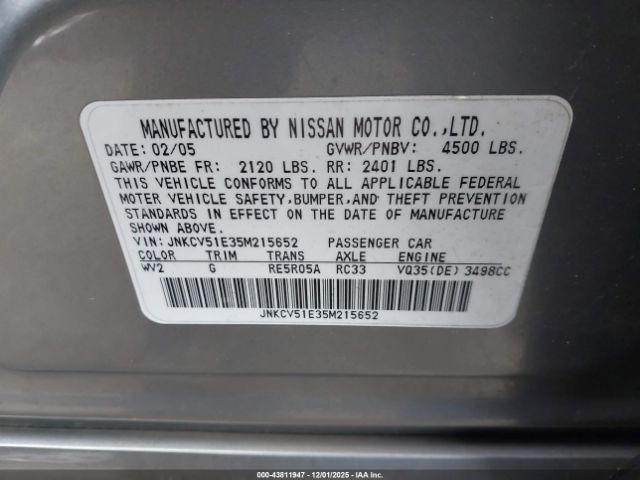 MANUFACTURED BY NISSAN MOTOR CO.,LTD.
DATE: 02/05 GVWR/PNBV: 4500 LBS.
GAWR/PNBE FR: 2120 LBS. RR: 2401 LBS.
THIS VEHICLE CONFORMS TO ALL APPLICABLE FEDERAL
MOTOR VEHICLE SAFETY,BUMPER,AND THEFT PREVENTION
STANDARDS IN EFFECT ON THE DATE OF MANUFACTURE
SHOWN ABOVE.
VIN: JNKCV51E35M215652 PASSENGER CAR
COLOR TRIM TRANS AXLE ENGINE
WV2 G RE5R05A RC33 VQ35(DE) 3498CC
JNKCV51E35M215652
000-43811947 - 12/01/2025 - IAA Inc.